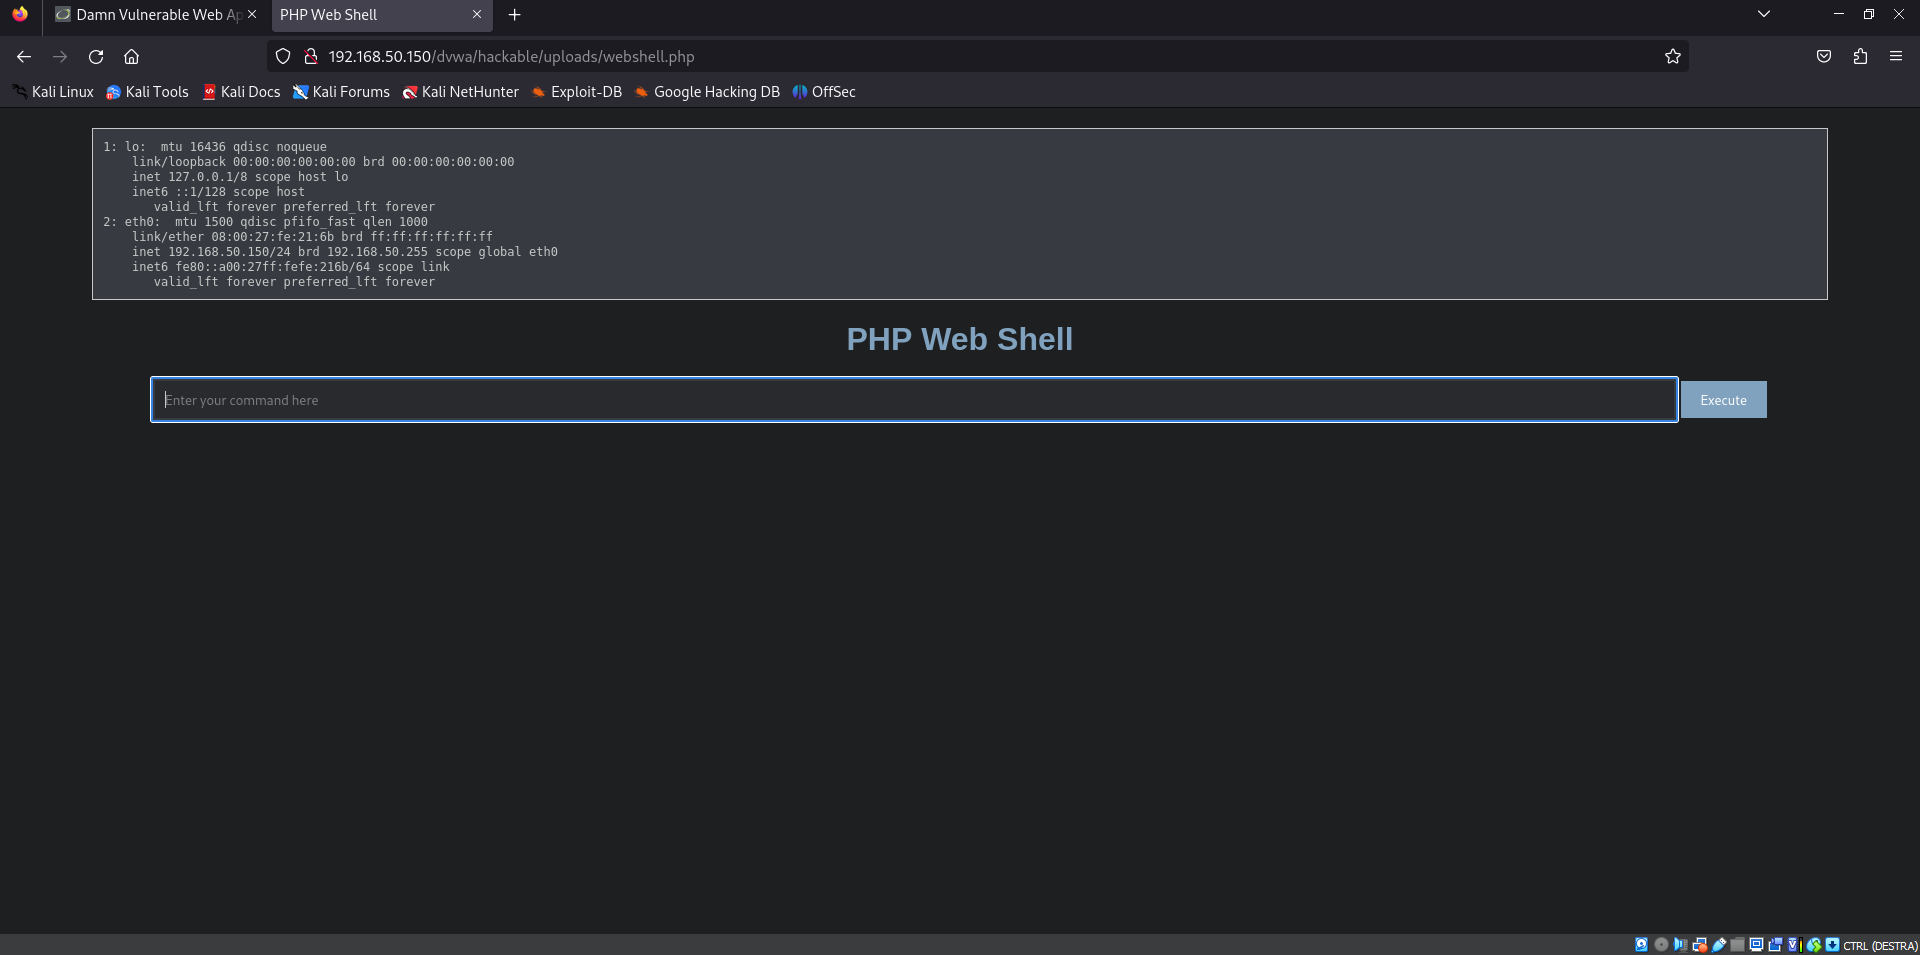 Damn Vulnerable Web Ap
PHP Web Shell
192.168.50.150/dvwa/hackable/uploads/webshell.php
Kali Linux Kali Tools Kali Docs Kali Forums Kali NetHunter Exploit-DB Google Hacking DB OffSec
1: lo:  mtu 16436 qdisc noqueue
    link/loopback 00:00:00:00:00:00 brd 00:00:00:00:00:00
    inet 127.0.0.1/8 scope host lo
    inet6 ::1/128 scope host
       valid_lft forever preferred_lft forever
2: eth0:  mtu 1500 qdisc pfifo_fast qlen 1000
    link/ether 08:00:27:fe:21:6b brd ff:ff:ff:ff:ff:ff
    inet 192.168.50.150/24 brd 192.168.50.255 scope global eth0
    inet6 fe80::a00:27ff:fefe:216b/64 scope link
       valid_lft forever preferred_lft forever
PHP Web Shell
Enter your command here
Execute
CTRL (DESTRA)